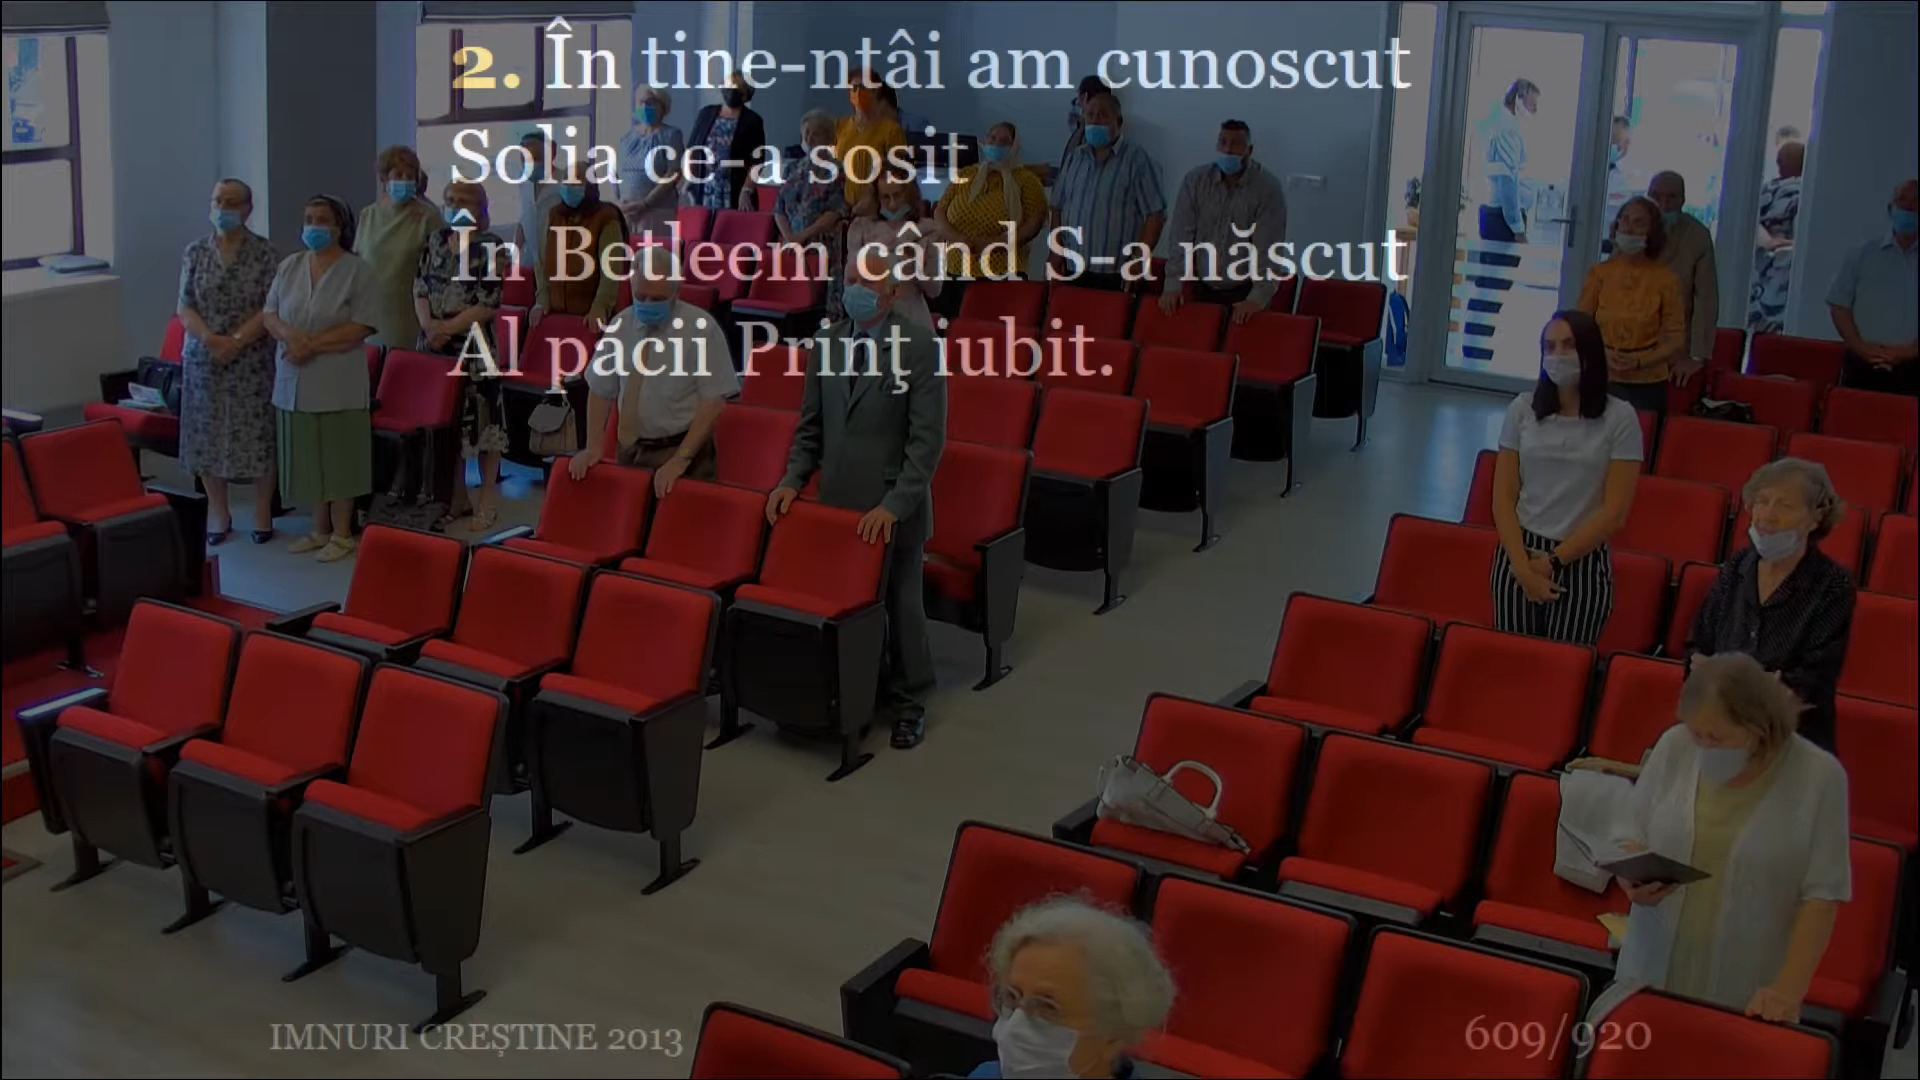 2. În tine-ntâi am cunoscut
Solia ce-a sosit
În Betleem când S-a născut
Al păcii Prinţ iubit.
IMNURI CREȘTINE 2013
609/920